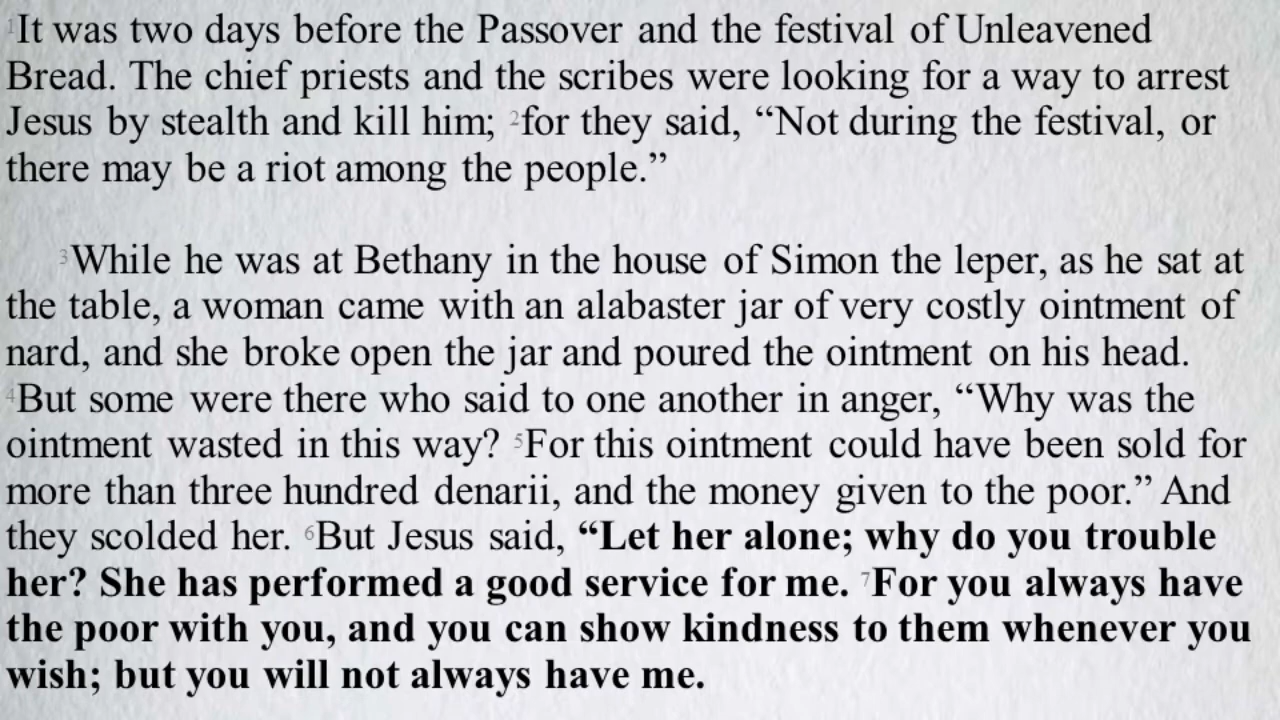 1It was two days before the Passover and the festival of Unleavened
Bread. The chief priests and the scribes were looking for a way to arrest
Jesus by stealth and kill him; 2for they said, “Not during the festival, or
there may be a riot among the people.”
3While he was at Bethany in the house of Simon the leper, as he sat at
the table, a woman came with an alabaster jar of very costly ointment of
nard, and she broke open the jar and poured the ointment on his head.
4But some were there who said to one another in anger, “Why was the
ointment wasted in this way? 5For this ointment could have been sold for
more than three hundred denarii, and the money given to the poor.” And
they scolded her. 6But Jesus said, “Let her alone; why do you trouble
her? She has performed a good service for me. 7For you always have
the poor with you, and you can show kindness to them whenever you
wish; but you will not always have me.